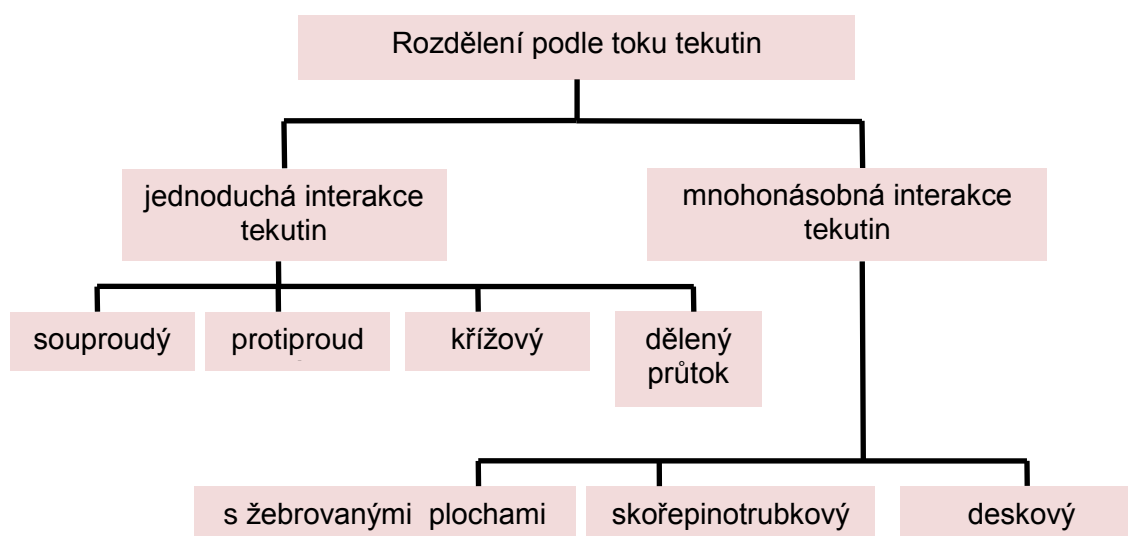 Rozdělení podle toku tekutin
jednoduchá interakce
tekutin
mnohonásobná interakce
tekutin
souproudý
protiproud
křížový
dělený
průtok
s žebrovanými plochami
skořepinotrubkový
deskový